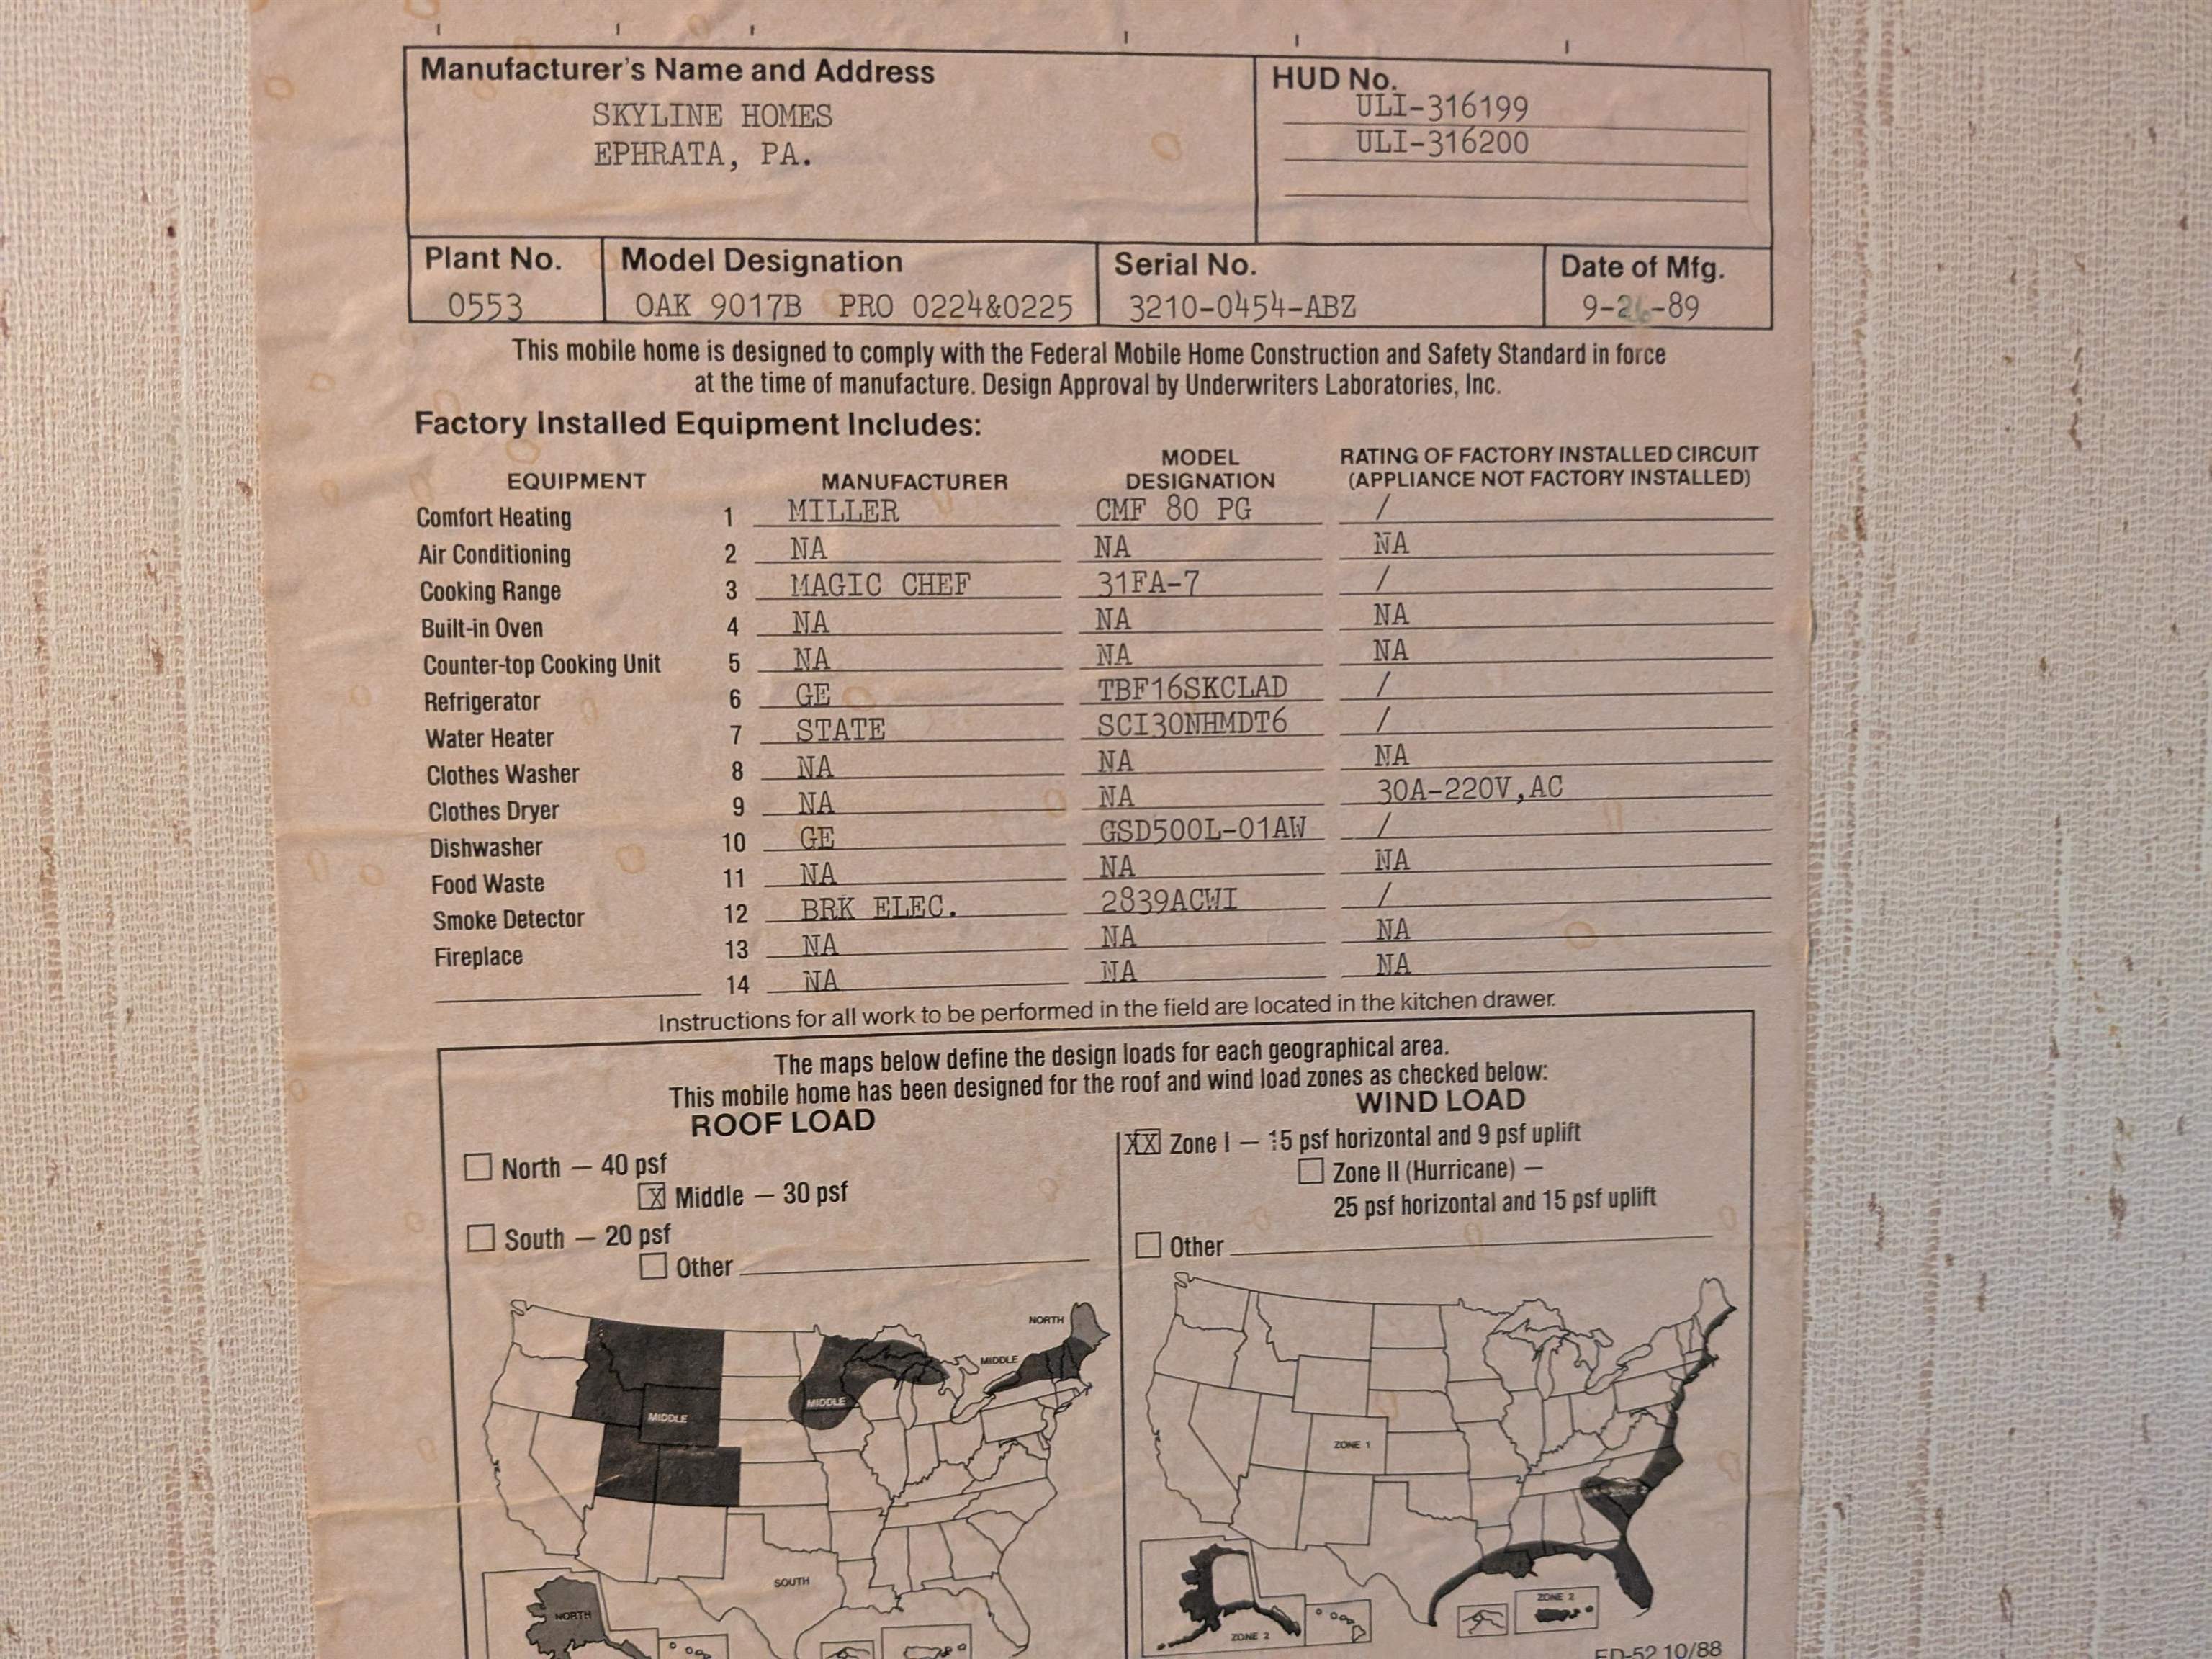 Manufacturer's Name and Address
SKYLINE HOMES
EPHRATA, PA.
HUD No.
ULI-316199
ULI-316200
Plant No.
0553
Model Designation
OAK 9017B PRO 0224&0225
Serial No.
3210-0454-ABZ
Date of Mfg.
9-26-89
This mobile home is designed to comply with the Federal Mobile Home Construction and Safety Standard in force
at the time of manufacture. Design Approval by Underwriters Laboratories, Inc.
Factory Installed Equipment Includes:
EQUIPMENT MANUFACTURER MODEL DESIGNATION RATING OF FACTORY INSTALLED CIRCUIT (APPLIANCE NOT FACTORY INSTALLED)
Comfort Heating 1 MILLER CMF 80 PG /
Air Conditioning 2 NA NA NA
Cooking Range 3 MAGIC CHEF 31FA-7 /
Built-in Oven 4 NA NA NA
Counter-top Cooking Unit 5 NA NA NA
Refrigerator 6 GE TBF16SKCLAD /
Water Heater 7 STATE SCI30NHMDT6 /
Clothes Washer 8 NA NA NA
Clothes Dryer 9 NA NA 30A-220V,AC
Dishwasher 10 GE GSD500L-01AW /
Food Waste 11 NA NA NA
Smoke Detector 12 BRK ELEC. 2839ACWI /
Fireplace 13 NA NA NA
14 NA NA NA
Instructions for all work to be performed in the field are located in the kitchen drawer.
The maps below define the design loads for each geographical area.
This mobile home has been designed for the roof and wind load zones as checked below:
ROOF LOAD
North — 40 psf
X Middle — 30 psf
South — 20 psf
Other
WIND LOAD
XX Zone I — 15 psf horizontal and 9 psf uplift
Zone II (Hurricane) —
25 psf horizontal and 15 psf uplift
Other
NORTH
MIDDLE
MIDDLE
MIDDLE
SOUTH
NORTH
ZONE 1
ZONE 2
ZONE 2
ED-52 10/88